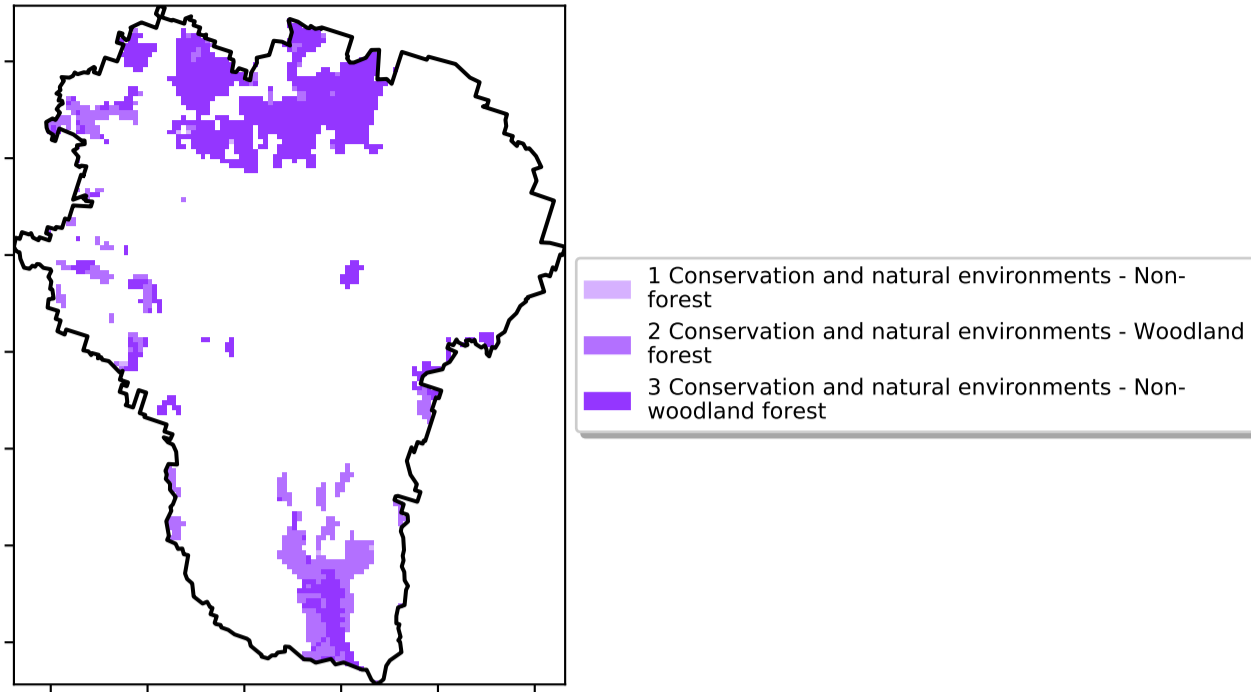 1 Conservation and natural environments - Non-
forest
2 Conservation and natural environments - Woodland
forest
3 Conservation and natural environments - Non-
woodland forest